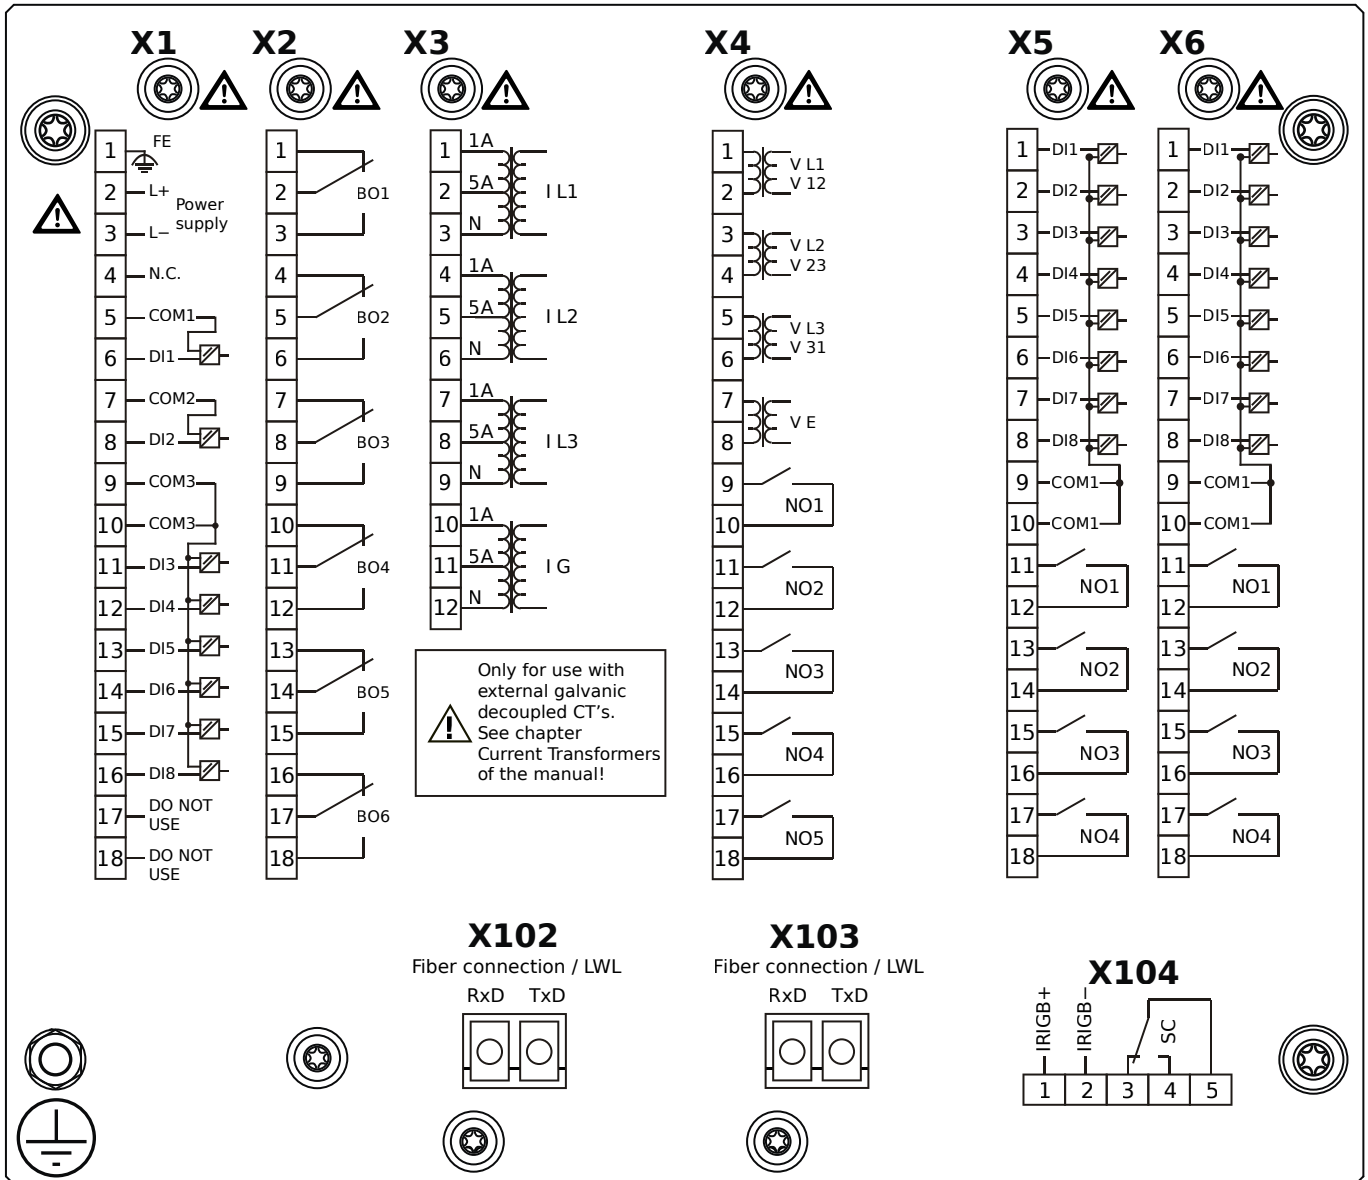 X1
X2
X3
X4
X5
X6
1 FE
2 L+
Power
supply
3 L−
4 N.C.
5 COM1
6 DI1
7 COM2
8 DI2
9 COM3
10 COM3
11 DI3
12 DI4
13 DI5
14 DI6
15 DI7
16 DI8
17 DO NOT
USE
18 DO NOT
USE
1
2 BO1
3
4
5 BO2
6
7
8 BO3
9
10
11 BO4
12
13
14 BO5
15
16
17 BO6
18
1 1A
2 5A I L1
3 N
4 1A
5 5A I L2
6 N
7 1A
8 5A I L3
9 N
10 1A
11 5A I G
12 N
Only for use with
external galvanic
decoupled CT's.
See chapter
Current Transformers
of the manual!
1 V L1
2 V 12
3 V L2
4 V 23
5 V L3
6 V 31
7
V E
8
9
NO1
10
11
NO2
12
13
NO3
14
15
NO4
16
17
NO5
18
1 DI1
2 DI2
3 DI3
4 DI4
5 DI5
6 DI6
7 DI7
8 DI8
9 COM1
10 COM1
11
NO1
12
13
NO2
14
15
NO3
16
17
NO4
18
1 DI1
2 DI2
3 DI3
4 DI4
5 DI5
6 DI6
7 DI7
8 DI8
9 COM1
10 COM1
11
NO1
12
13
NO2
14
15
NO3
16
17
NO4
18
X102
Fiber connection / LWL
RxD TxD
X103
Fiber connection / LWL
RxD TxD
X104
IRIGB+
IRIGB−
SC
1 2 3 4 5